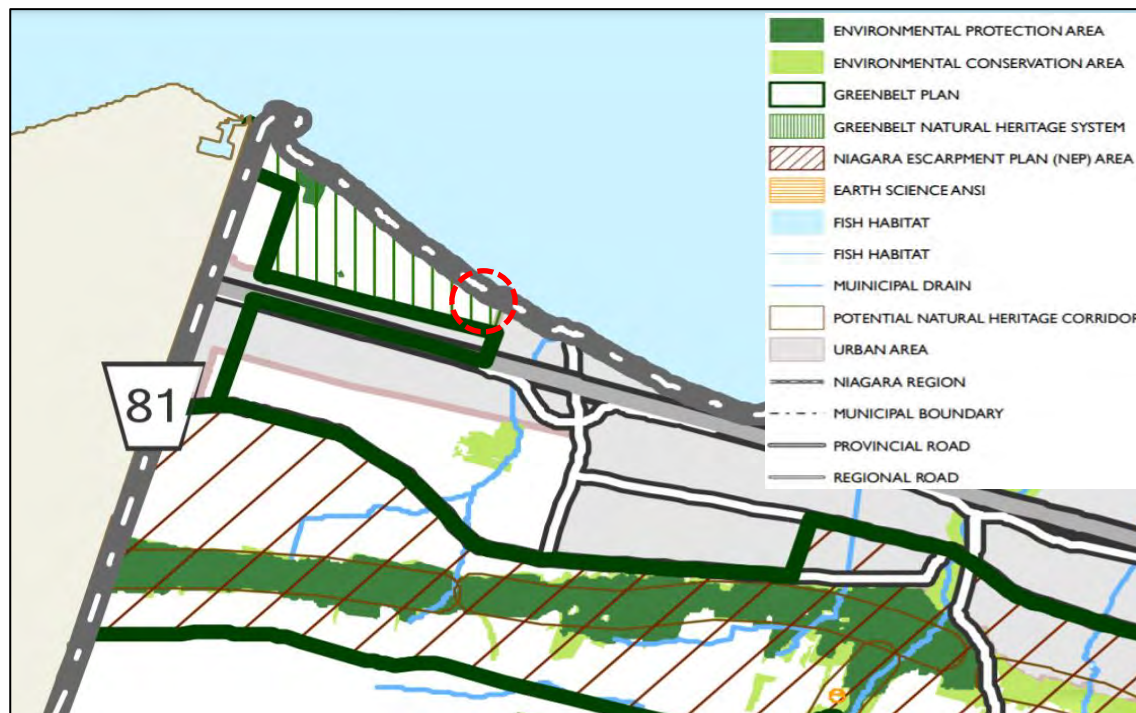 ENVIRONMENTAL PROTECTION AREA
ENVIRONMENTAL CONSERVATION AREA
GREENBELT PLAN
GREENBELT NATURAL HERITAGE SYSTEM
NIAGARA ESCARPMENT PLAN (NEP) AREA
EARTH SCIENCE ANSI
FISH HABITAT
FISH HABITAT
MUINICIPAL DRAIN
POTENTIAL NATURAL HERITAGE CORRIDOR
URBAN AREA
NIAGARA REGION
MUNICIPAL BOUNDARY
PROVINCIAL ROAD
REGIONAL ROAD
81